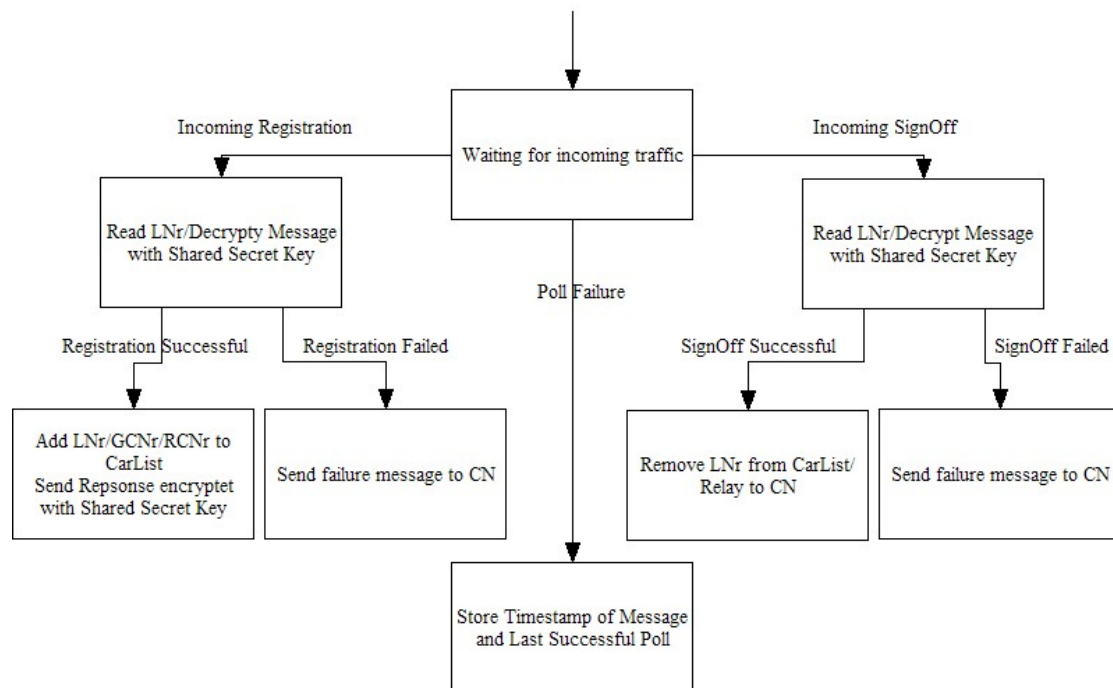 Incoming Registration
Incoming SignOff
Waiting for incoming traffic
Read LNr/Decrypty Message
with Shared Secret Key
Read LNr/Decrypt Message
with Shared Secret Key
Poll Failure
Registration Successful
Registration Failed
SignOff Successful
SignOff Failed
Add LNr/GCNr/RCNr to
CarList
Send Repsonse encryptet
with Shared Secret Key
Send failure message to CN
Remove LNr from CarList/
Relay to CN
Send failure message to CN
Store Timestamp of Message
and Last Successful Poll